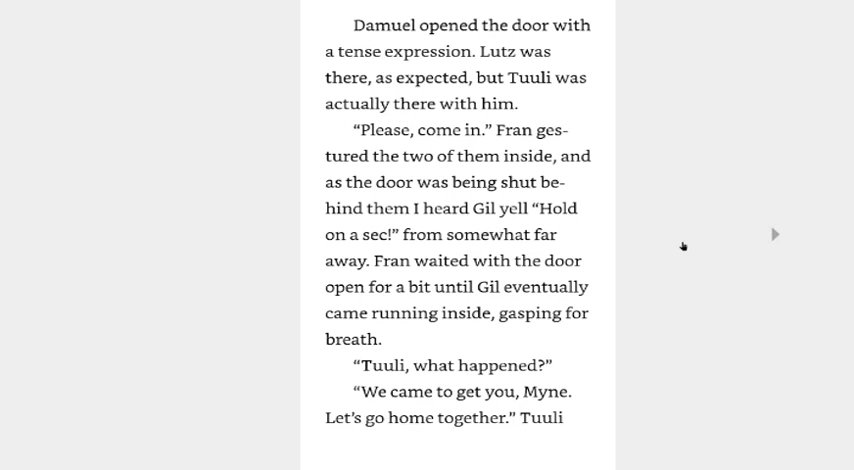 Damuel opened the door with
a tense expression. Lutz was
there, as expected, but Tuuli was
actually there with him.
“Please, come in.” Fran ges-
tured the two of them inside, and
as the door was being shut be-
hind them I heard Gil yell “Hold
on a sec!” from somewhat far
away. Fran waited with the door
open for a bit until Gil eventually
came running inside, gasping for
breath.
“Tuuli, what happened?”
“We came to get you, Myne.
Let’s go home together.” Tuuli